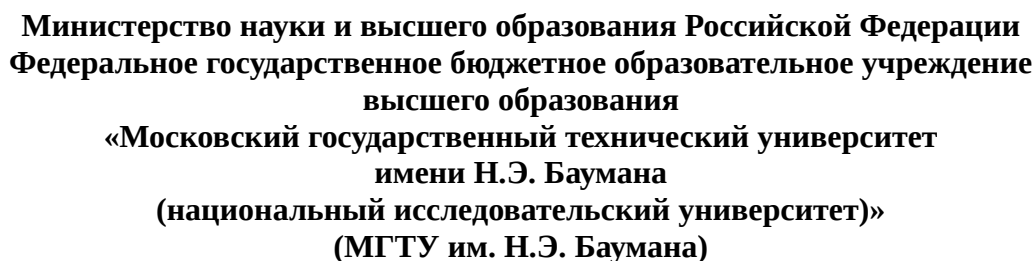 Министерство науки и высшего образования Российской Федерации
Федеральное государственное бюджетное образовательное учреждение
высшего образования
«Московский государственный технический университет
имени Н.Э. Баумана
(национальный исследовательский университет)»
(МГТУ им. Н.Э. Баумана)